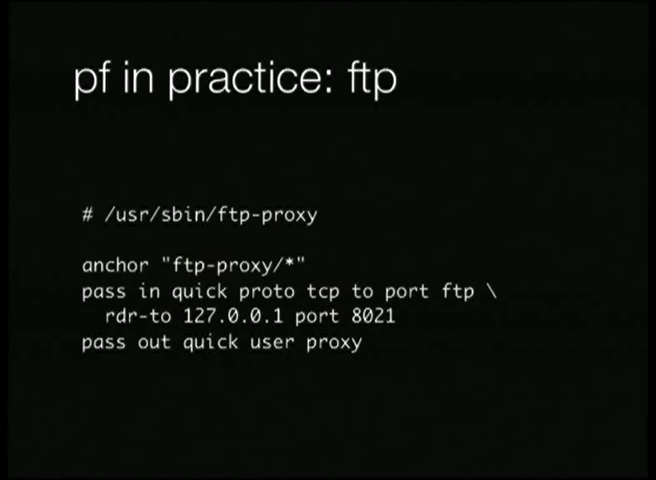 pf in practice: ftp
# /usr/sbin/ftp-proxy
anchor "ftp-proxy/*"
pass in quick proto tcp to port ftp \
rdr-to 127.0.0.1 port 8021
pass out quick user proxy